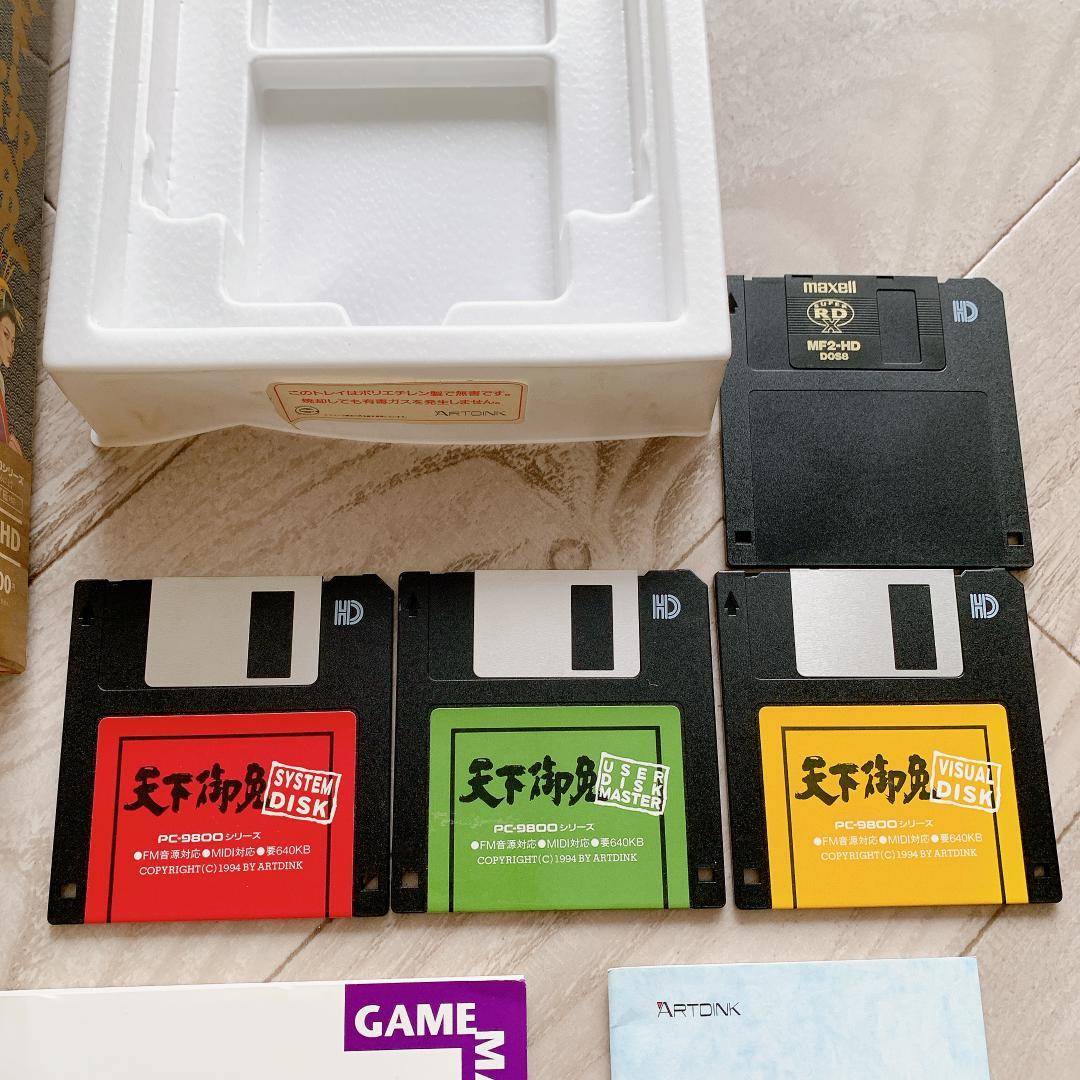 このトレイはポリエチレン製で無害です。
焼却しても有毒ガスを発生しません。
ARTDINK
maxell
SUPER
RD
X
MF2-HD
DOS8
HD
シリーズ
HD
HD
天下御免
SYSTEM
DISK
PC-9800シリーズ
●FM音源対応●MIDI対応●要640KB
COPYRIGHT(C)1994 BY ARTDINK
HD
天下御免
USER
DISK
MASTER
PC-9800シリーズ
●FM音源対応●MIDI対応●要640KB
COPYRIGHT(C)1994 BY ARTDINK
HD
天下御免
VISUAL
DISK
PC-9800シリーズ
●FM音源対応●MIDI対応●要640KB
COPYRIGHT(C)1994 BY ARTDINK
GAME
MA
ARTDINK